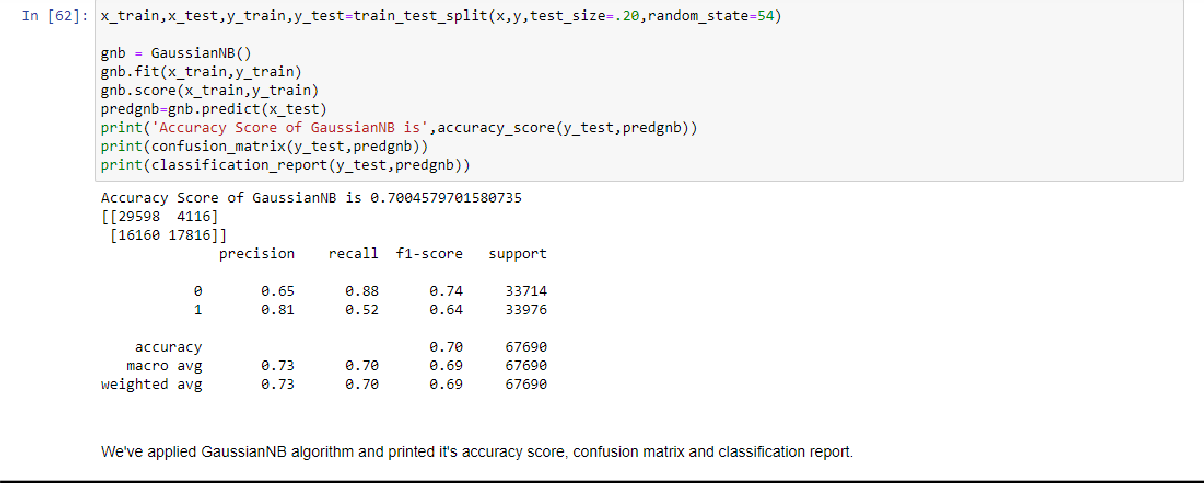 In [62]: x_train,x_test,y_train,y_test=train_test_split(x,y,test_size=.20,random_state=54)
gnb = GaussianNB()
gnb.fit(x_train,y_train)
gnb.score(x_train,y_train)
predgnb=gnb.predict(x_test)
print('Accuracy Score of GaussianNB is',accuracy_score(y_test,predgnb))
print(confusion_matrix(y_test,predgnb))
print(classification_report(y_test,predgnb))
Accuracy Score of GaussianNB is 0.7004579701580735
[[29598  4116]
 [16160 17816]]
precision recall f1-score support
0 0.65 0.88 0.74 33714
1 0.81 0.52 0.64 33976
accuracy 0.70 67690
macro avg 0.73 0.70 0.69 67690
weighted avg 0.73 0.70 0.69 67690
We've applied GaussianNB algorithm and printed it's accuracy score, confusion matrix and classification report.